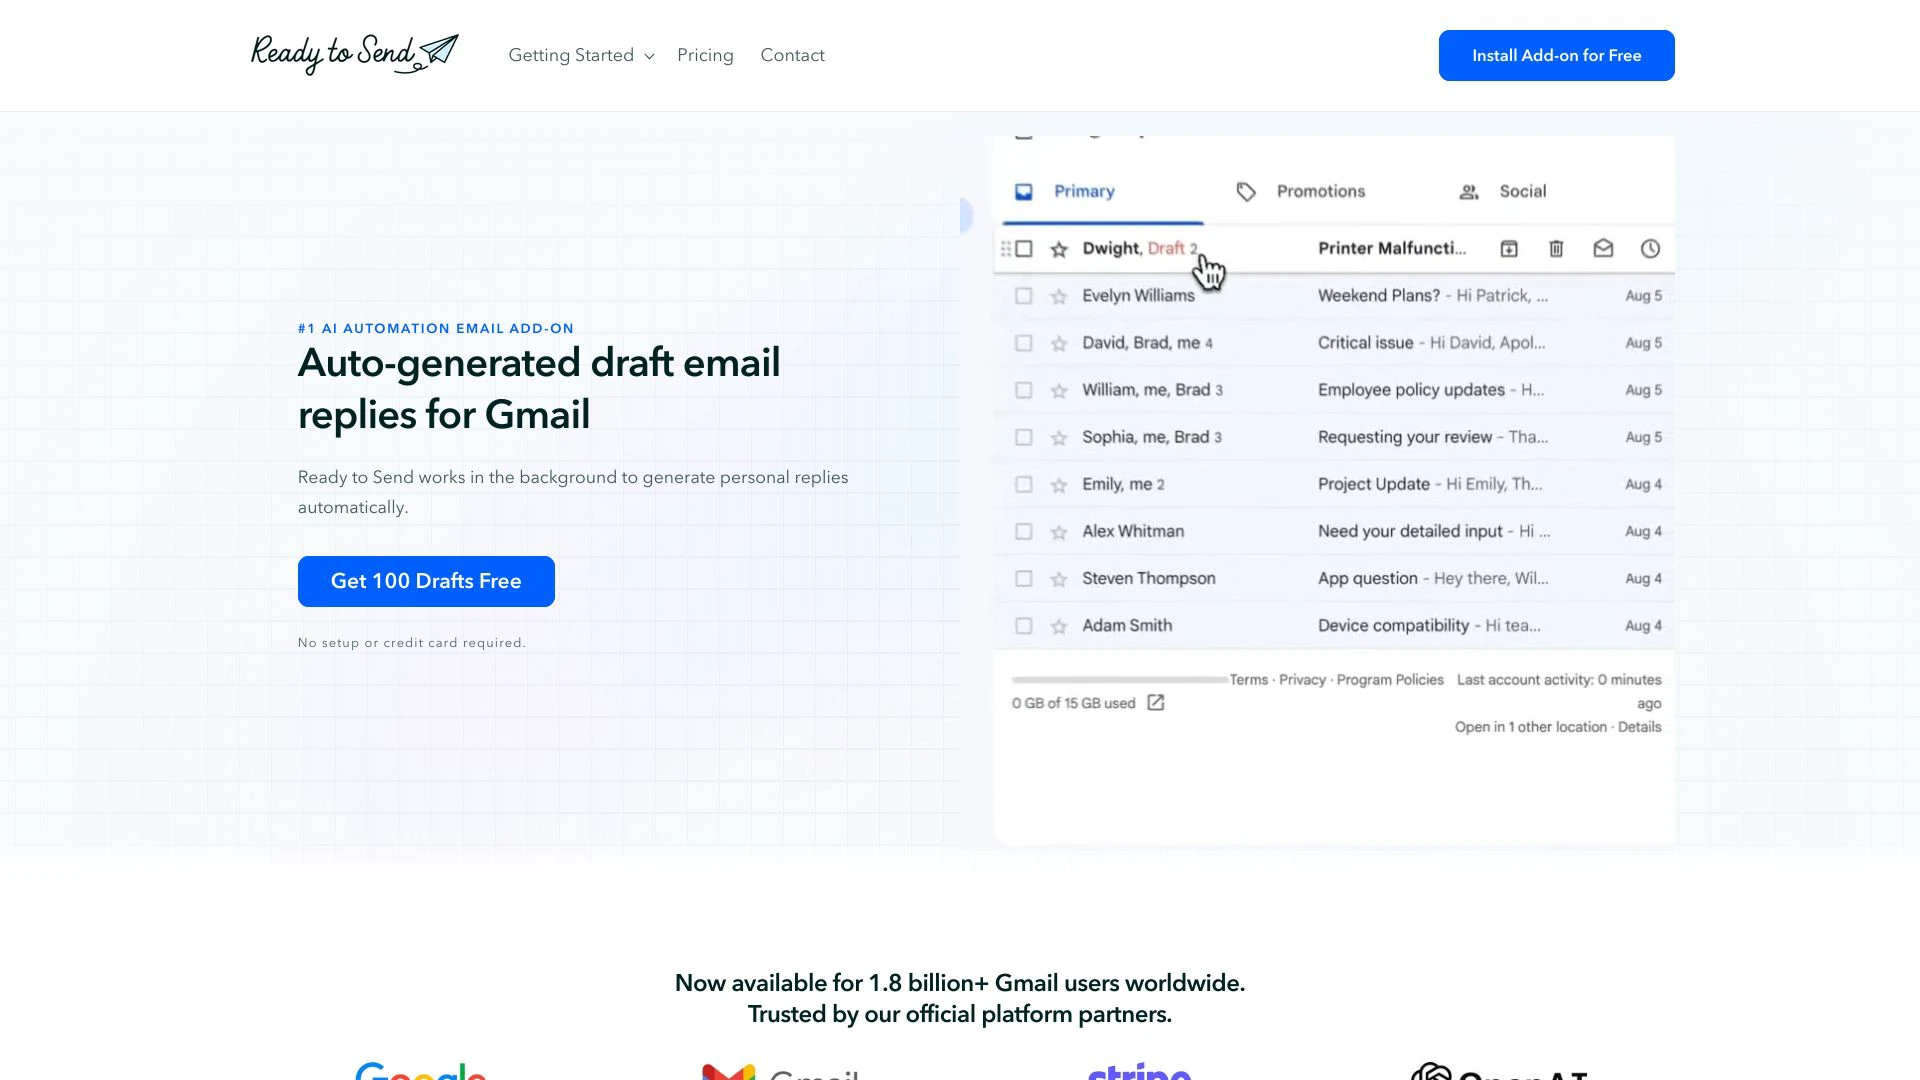 Ready to Send
Getting Started
Pricing
Contact
Install Add-on for Free
#1 AI AUTOMATION EMAIL ADD-ON
Auto-generated draft email
replies for Gmail
Ready to Send works in the background to generate personal replies
automatically.
Get 100 Drafts Free
No setup or credit card required.
Primary
Promotions
Social
Dwight, Draft 2 Printer Malfuncti...
Evelyn Williams Weekend Plans? - Hi Patrick, ... Aug 5
David, Brad, me 4 Critical issue - Hi David, Apol... Aug 5
William, me, Brad 3 Employee policy updates - H... Aug 5
Sophia, me, Brad 3 Requesting your review - Tha... Aug 5
Emily, me 2 Project Update - Hi Emily, Th... Aug 4
Alex Whitman Need your detailed input - Hi ... Aug 4
Steven Thompson App question - Hey there, Wil... Aug 4
Adam Smith Device compatibility - Hi tea... Aug 4
0 GB of 15 GB used
Terms · Privacy · Program Policies
Last account activity: 0 minutes
ago
Open in 1 other location · Details
Now available for 1.8 billion+ Gmail users worldwide.
Trusted by our official platform partners.
Google
Gmail
stripe
OpenAI